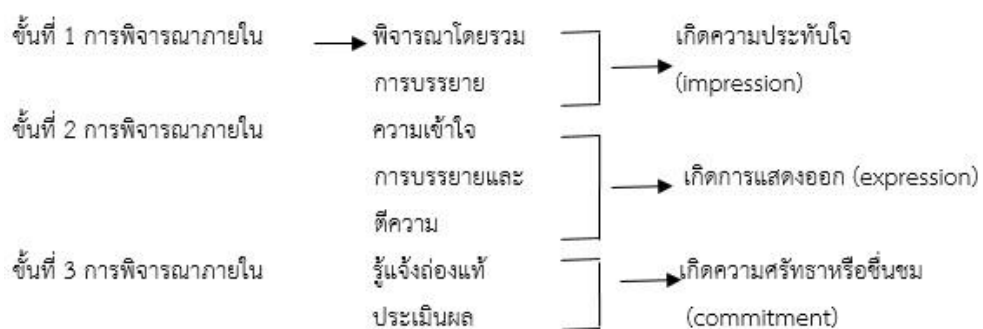 ขั้นที่ 1 การพิจารณาภายใน พิจารณาโดยรวม เกิดความประทับใจ
การบรรยาย (impression)
ขั้นที่ 2 การพิจารณาภายใน ความเข้าใจ
การบรรยายและ เกิดการแสดงออก (expression)
ตีความ
ขั้นที่ 3 การพิจารณาภายใน รู้แจ้งถ่องแท้ เกิดความศรัทธาหรือชื่นชม
ประเมินผล (commitment)